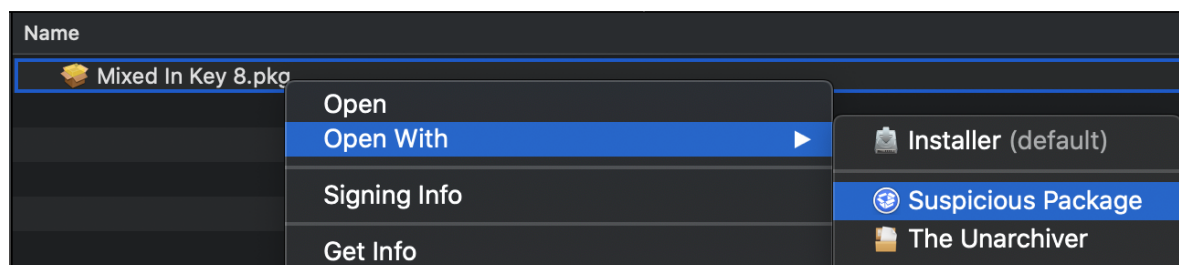 Name
Mixed In Key 8.pkg
Open
Open With
Installer (default)
Signing Info
Suspicious Package
Get Info
The Unarchiver